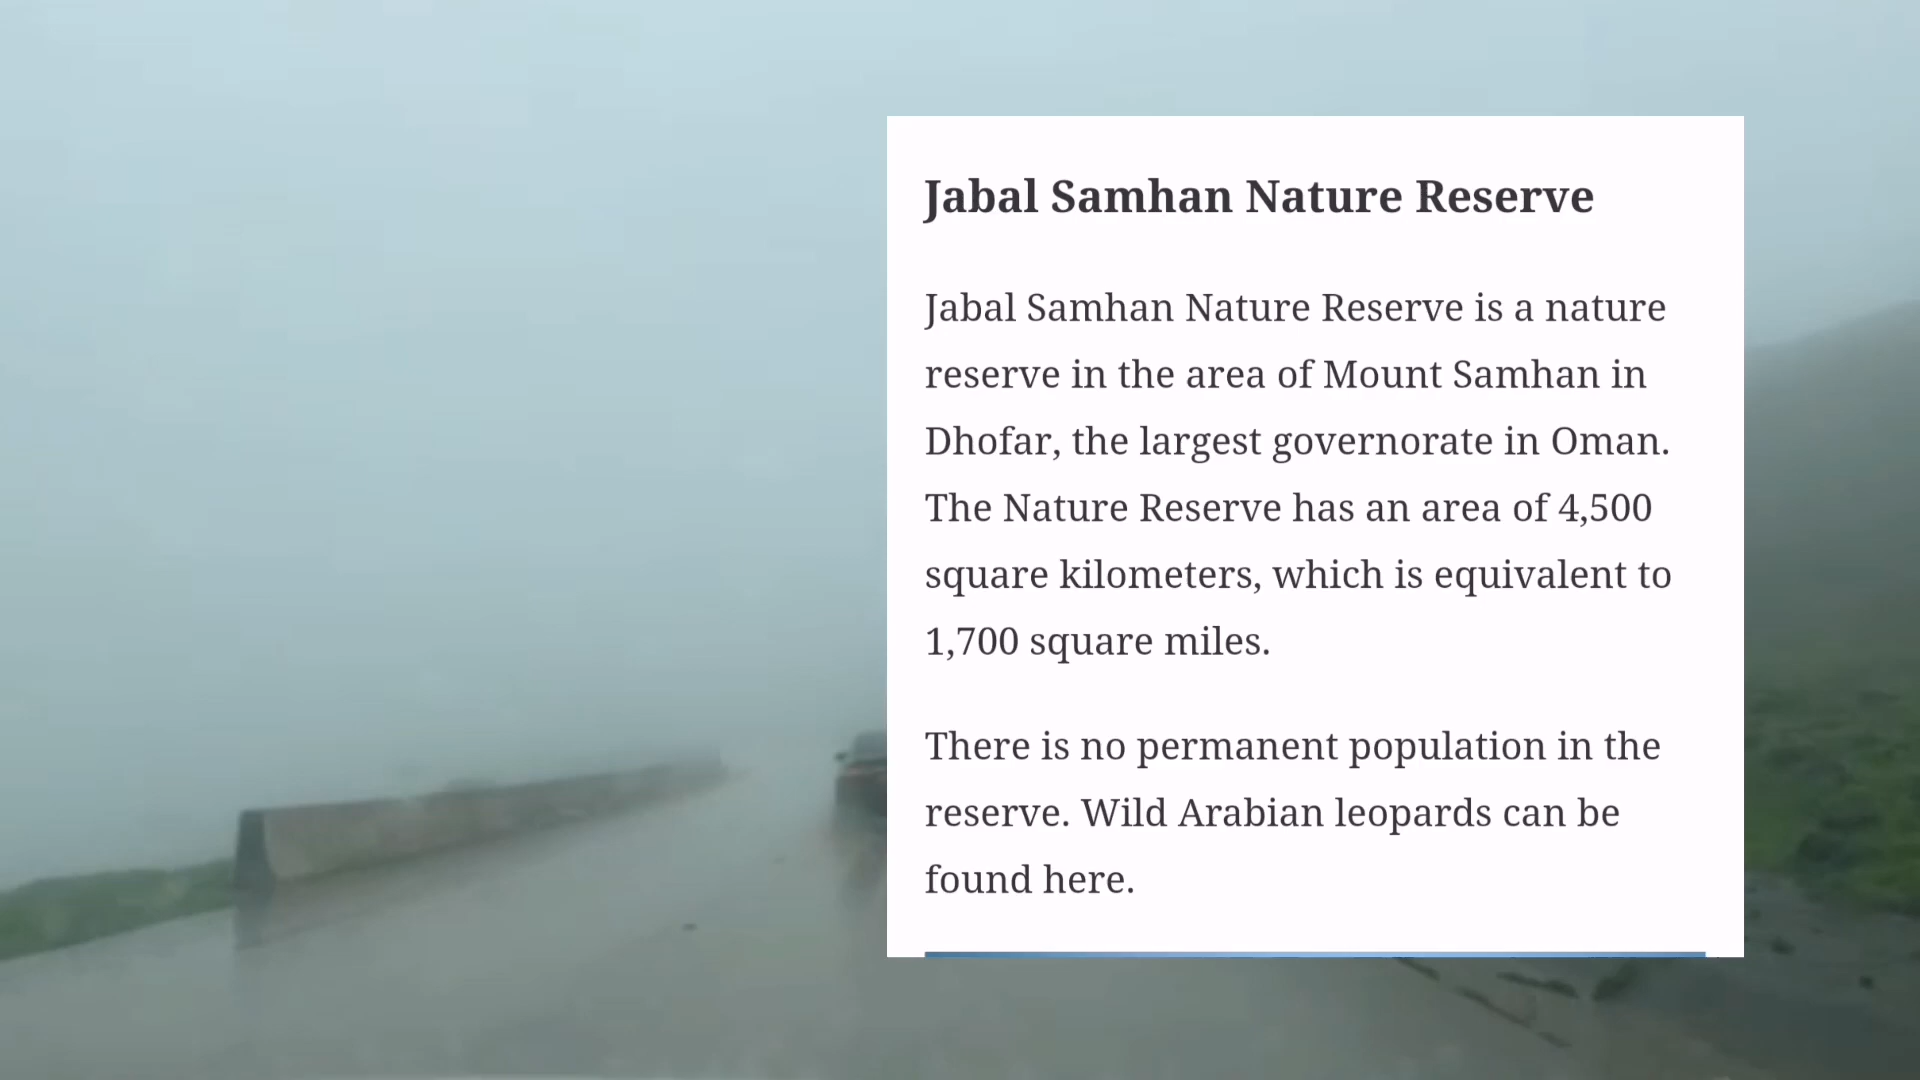 Jabal Samhan Nature Reserve
Jabal Samhan Nature Reserve is a nature
reserve in the area of Mount Samhan in
Dhofar, the largest governorate in Oman.
The Nature Reserve has an area of 4,500
square kilometers, which is equivalent to
1,700 square miles.
There is no permanent population in the
reserve. Wild Arabian leopards can be
found here.